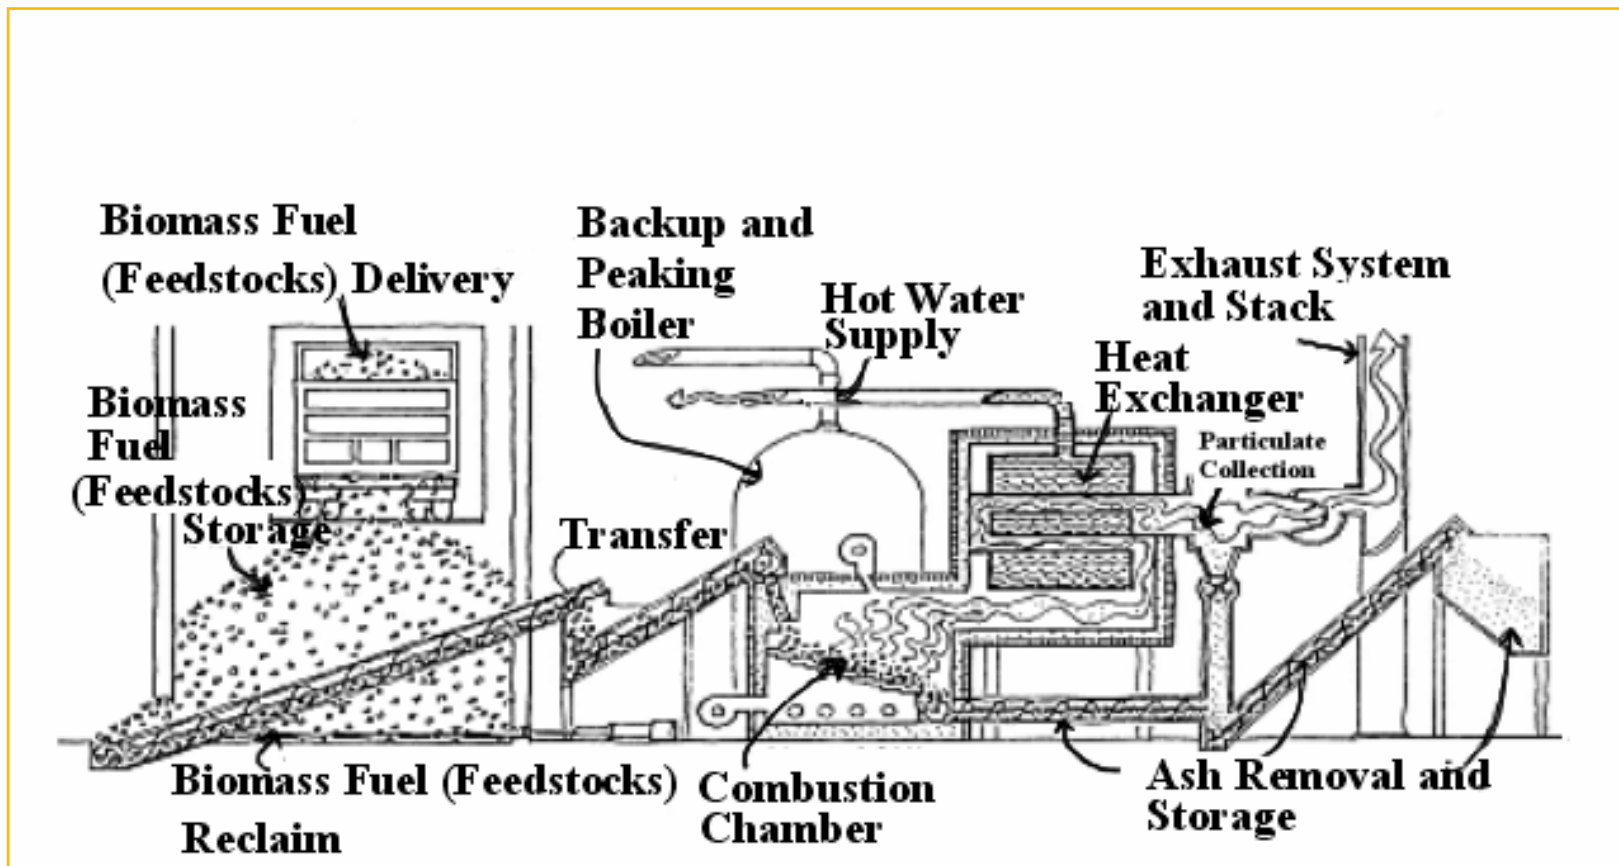 Biomass Fuel
(Feedstocks) Delivery
Biomass
Fuel
(Feedstocks)
Storage
Transfer
Backup and
Peaking
Boiler
Hot Water
Supply
Heat
Exchanger
Exhaust System
and Stack
Particulate
Collection
Biomass Fuel (Feedstocks)
Reclaim
Combustion
Chamber
Ash Removal and
Storage